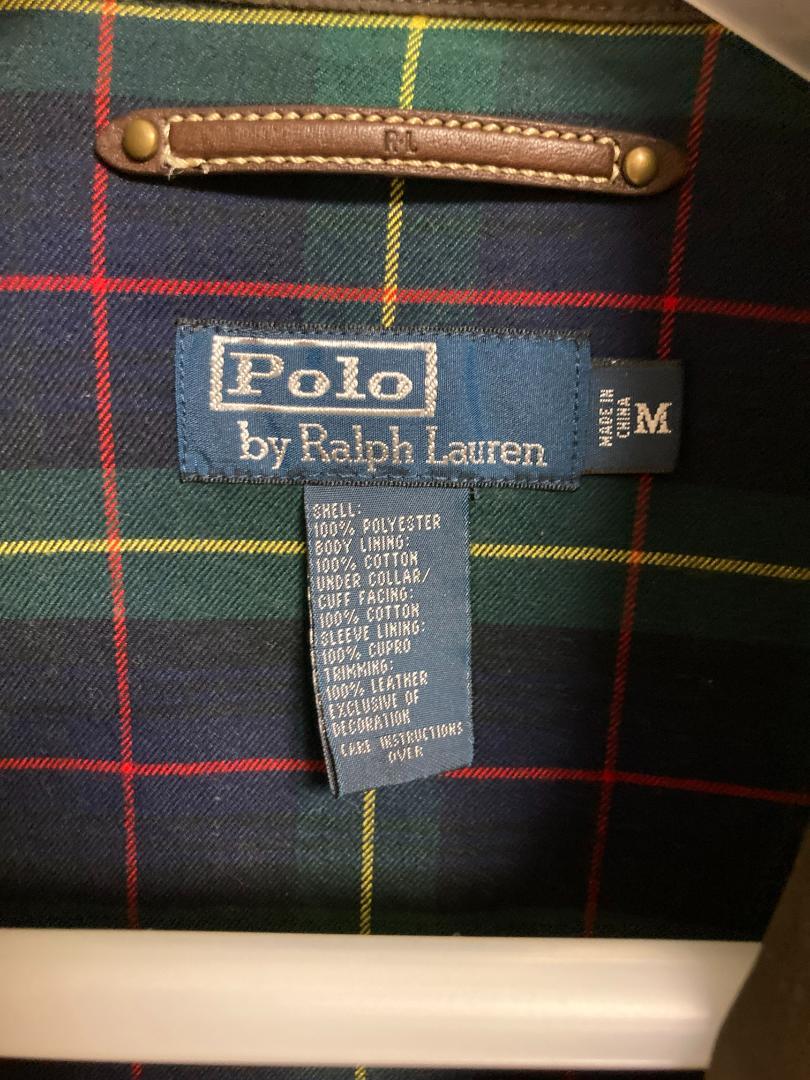 R·L
Polo
by Ralph Lauren
MADE IN
CHINA
M
SHELL:
100% POLYESTER
BODY LINING:
100% COTTON
UNDER COLLAR/
CUFF FACING:
100% COTTON
SLEEVE LINING:
100% CUPRO
TRIMMING:
100% LEATHER
EXCLUSIVE OF
DECORATION
CARE INSTRUCTIONS
OVER